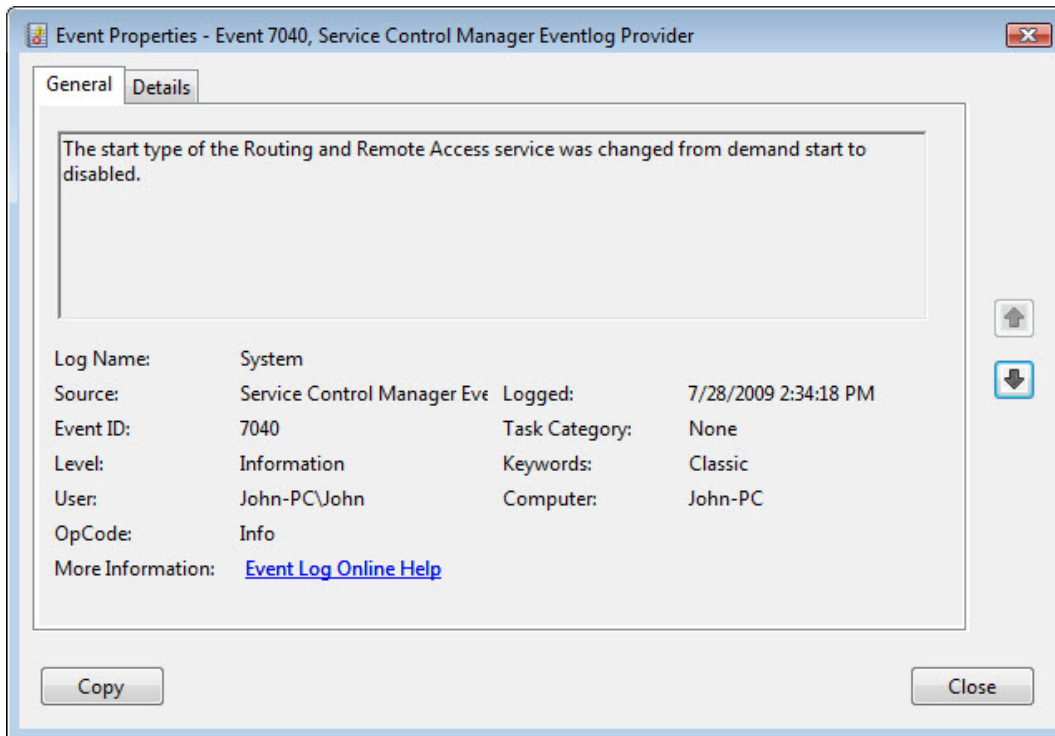 Event Properties - Event 7040, Service Control Manager Eventlog Provider
General Details
The start type of the Routing and Remote Access service was changed from demand start to
disabled.
Log Name: System
Source: Service Control Manager Eve Logged: 7/28/2009 2:34:18 PM
Event ID: 7040 Task Category: None
Level: Information Keywords: Classic
User: John-PC\John Computer: John-PC
OpCode: Info
More Information: Event Log Online Help
Copy Close